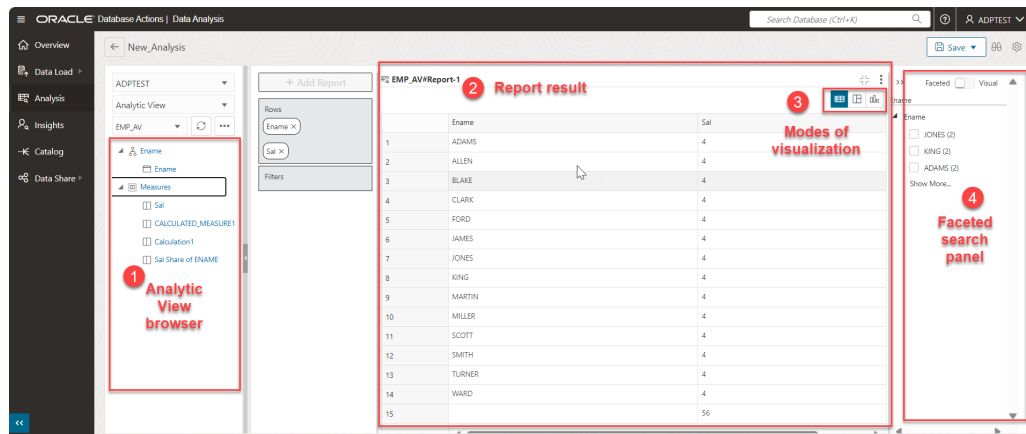 ORACLE Database Actions | Data Analysis
Search Database (Ctrl+K)
ADPTEST
Overview
Data Load
Analysis
Insights
Catalog
Data Share
New_Analysis
Save
ADPTEST
Analytic View
EMP_AV
Ename
Ename
Measures
Sal
CALCULATED_MEASURE1
Calculation1
Sal Share of ENAME
1
Analytic
View
browser
+ Add Report
Rows
Ename ×
Sal ×
Filters
EMP_AV#Report-1
2 Report result
3
Modes of
visualization
Ename Sal
1 ADAMS 4
2 ALLEN 4
3 BLAKE 4
4 CLARK 4
5 FORD 4
6 JAMES 4
7 JONES 4
8 KING 4
9 MARTIN 4
10 MILLER 4
11 SCOTT 4
12 SMITH 4
13 TURNER 4
14 WARD 4
15 56
Faceted Visual
Ename
Ename
JONES (2)
KING (2)
ADAMS (2)
Show More...
4
Faceted
search
panel